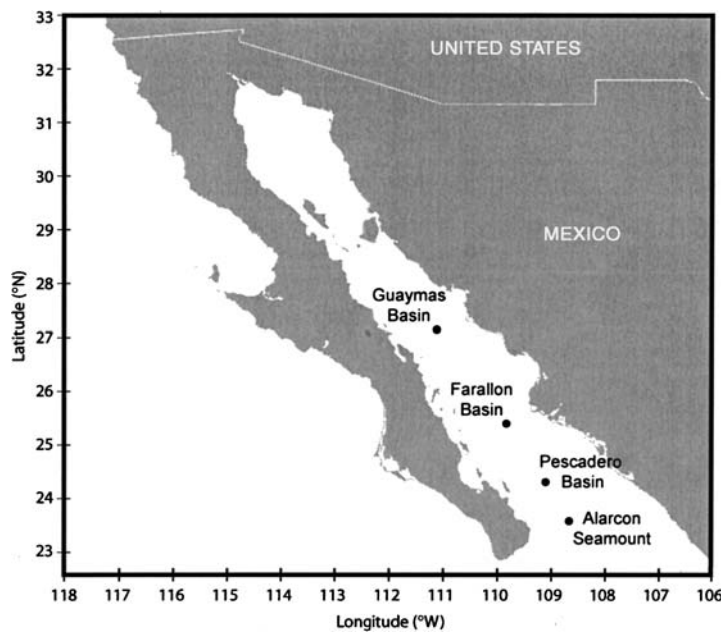 33
32
31
30
29
28
27
26
25
24
23
Latitude (°N)
UNITED STATES
MEXICO
Guaymas
Basin
Farallon
Basin
Pescadero
Basin
Alarcon
Seamount
118 117 116 115 114 113 112 111 110 109 108 107 106
Longitude (°W)